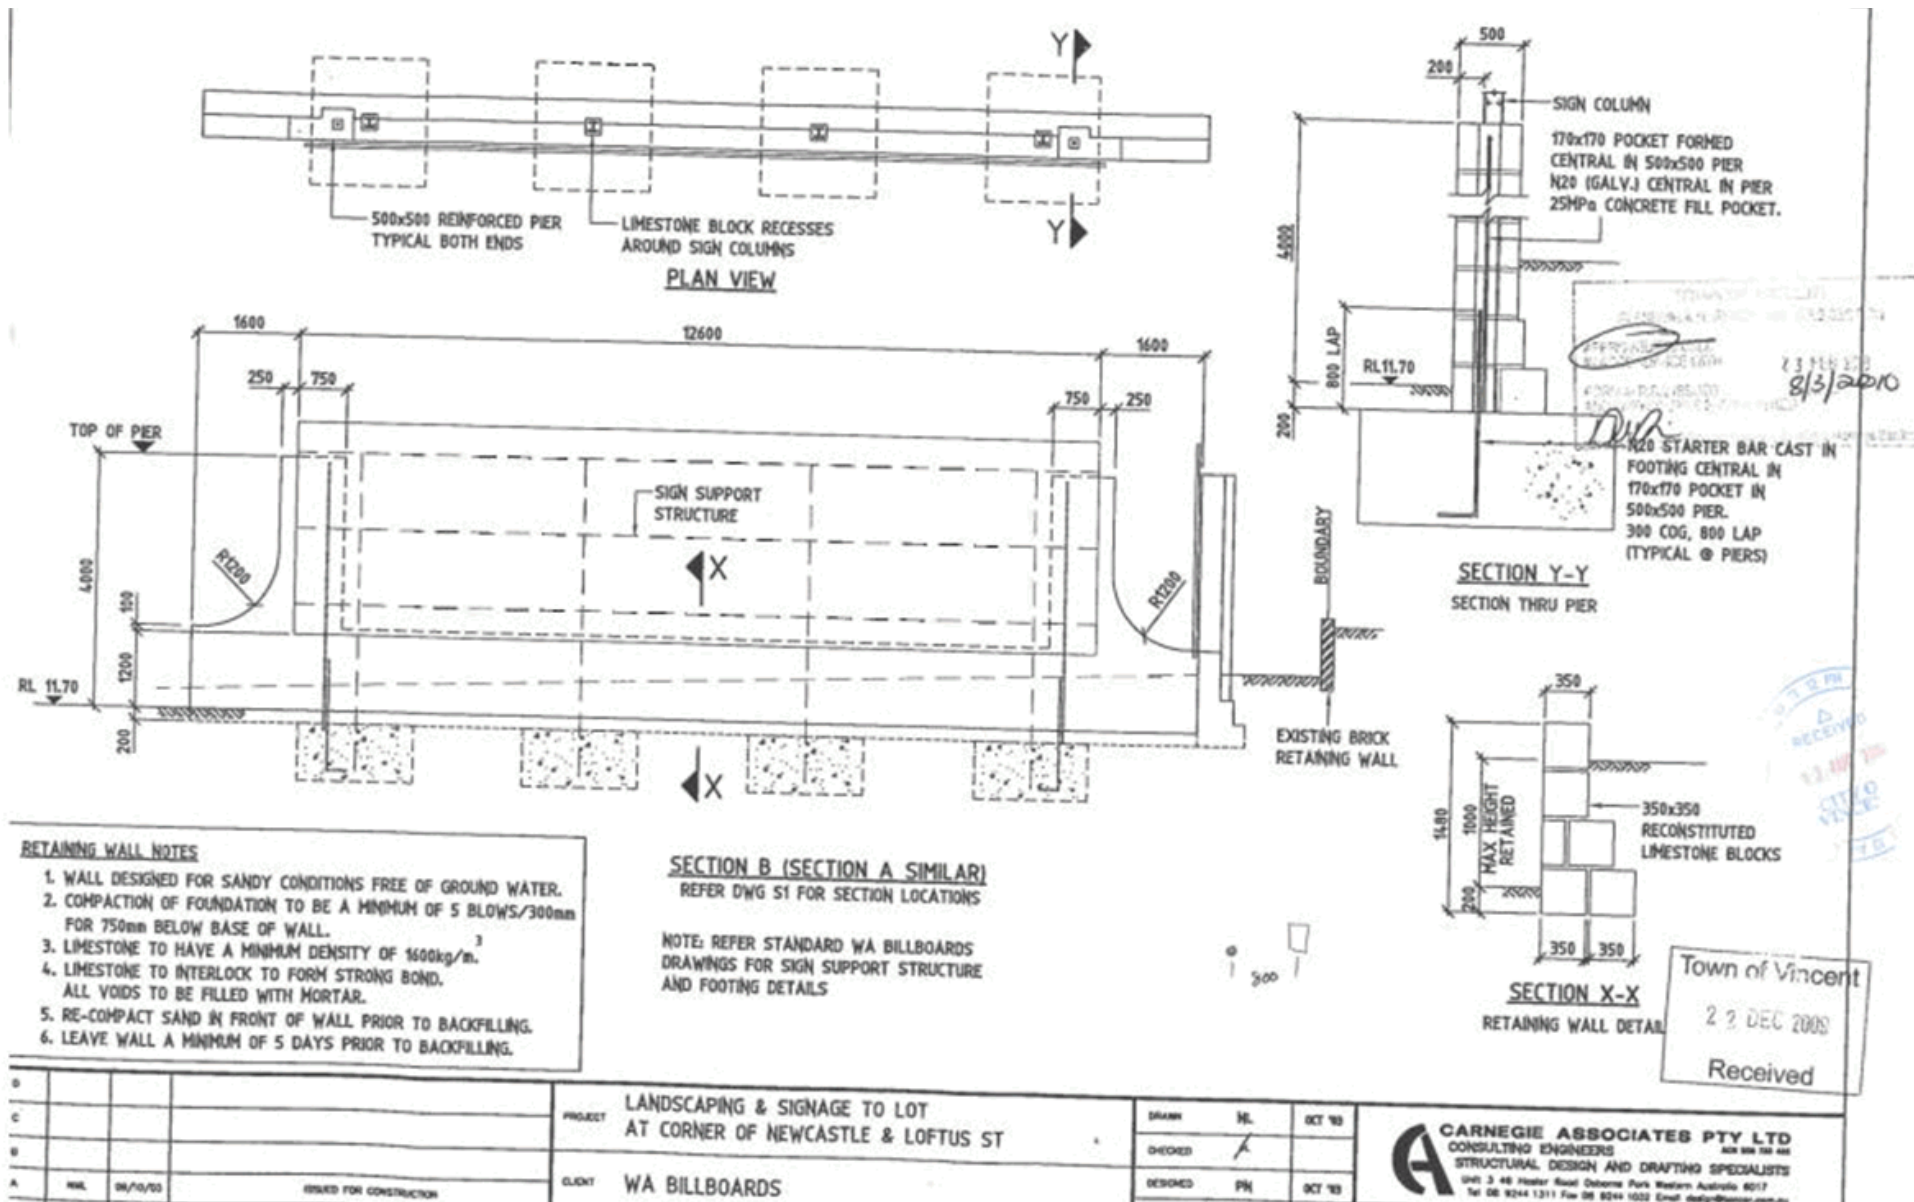 Y
Y
500x500 REINFORCED PIER
TYPICAL BOTH ENDS
LIMESTONE BLOCK RECESSES
AROUND SIGN COLUMNS
PLAN VIEW
500
200
SIGN COLUMN
170x170 POCKET FORMED
CENTRAL IN 500x500 PIER
N20 (GALV.) CENTRAL IN PIER
25MPa CONCRETE FILL POCKET.
4000
800 LAP
RL11.70
200
8/3/2010
N20 STARTER BAR CAST IN
FOOTING CENTRAL IN
170x170 POCKET IN
500x500 PIER.
300 COG, 800 LAP
(TYPICAL @ PIERS)
SECTION Y-Y
SECTION THRU PIER
1600
12600
1600
250
750
750
250
TOP OF PIER
SIGN SUPPORT
STRUCTURE
X
R1200
R1200
4000
100
1200
RL 11.70
200
X
BOUNDARY
EXISTING BRICK
RETAINING WALL
350
1480
1000
MAX HEIGHT
RETAINED
200
350x350
RECONSTITUTED
LIMESTONE BLOCKS
350
350
SECTION X-X
RETAINING WALL DETAIL
RECEIVED
Town of Vincent
22 DEC 2009
Received
RETAINING WALL NOTES
1. WALL DESIGNED FOR SANDY CONDITIONS FREE OF GROUND WATER.
2. COMPACTION OF FOUNDATION TO BE A MINIMUM OF 5 BLOWS/300mm
FOR 750mm BELOW BASE OF WALL.
3. LIMESTONE TO HAVE A MINIMUM DENSITY OF 1600kg/m.³
4. LIMESTONE TO INTERLOCK TO FORM STRONG BOND.
ALL VOIDS TO BE FILLED WITH MORTAR.
5. RE-COMPACT SAND IN FRONT OF WALL PRIOR TO BACKFILLING.
6. LEAVE WALL A MINIMUM OF 5 DAYS PRIOR TO BACKFILLING.
SECTION B (SECTION A SIMILAR)
REFER DWG S1 FOR SECTION LOCATIONS
NOTE: REFER STANDARD WA BILLBOARDS
DRAWINGS FOR SIGN SUPPORT STRUCTURE
AND FOOTING DETAILS
D
C
B
A
ISSUED FOR CONSTRUCTION
PROJECT
LANDSCAPING & SIGNAGE TO LOT
AT CORNER OF NEWCASTLE & LOFTUS ST
CLIENT
WA BILLBOARDS
DRAWN
CHECKED
DESIGNED
CARNEGIE ASSOCIATES PTY LTD
CONSULTING ENGINEERS
STRUCTURAL DESIGN AND DRAFTING SPECIALISTS